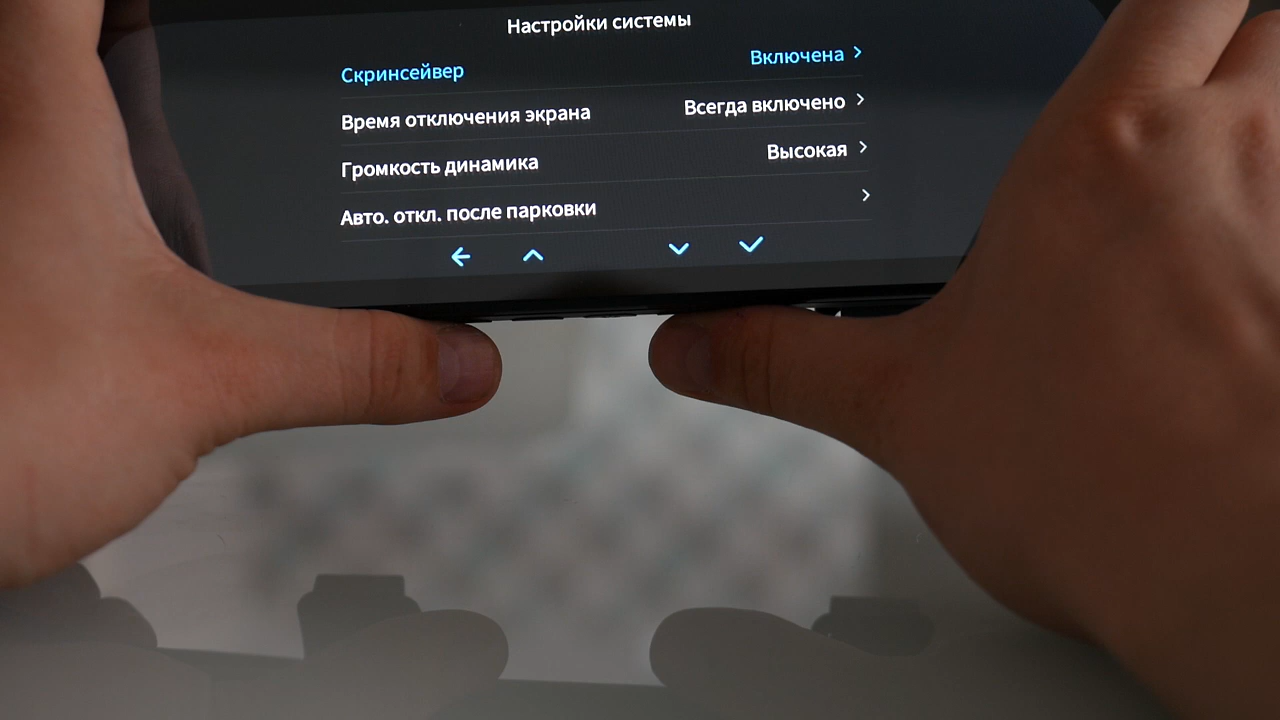 Настройки системы
Скринсейвер Включена
Время отключения экрана Всегда включено
Громкость динамика Высокая
Авто. откл. после парковки